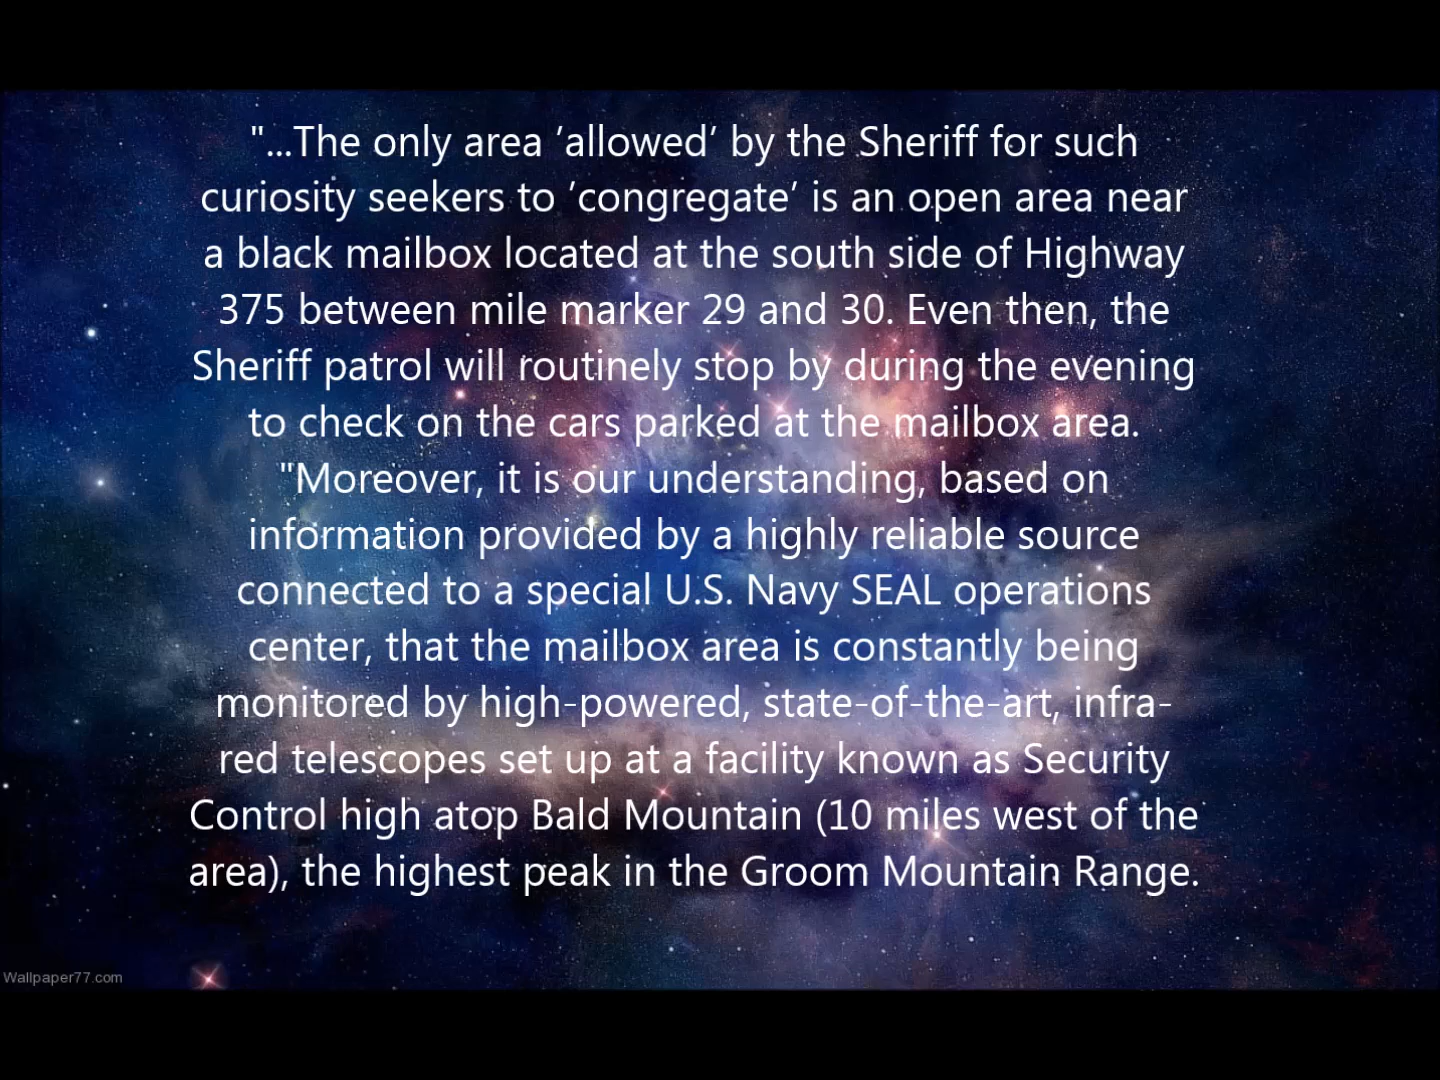 "...The only area ’allowed’ by the Sheriff for such
curiosity seekers to ’congregate’ is an open area near
a black mailbox located at the south side of Highway
375 between mile marker 29 and 30. Even then, the
Sheriff patrol will routinely stop by during the evening
to check on the cars parked at the mailbox area.
"Moreover, it is our understanding, based on
information provided by a highly reliable source
connected to a special U.S. Navy SEAL operations
center, that the mailbox area is constantly being
monitored by high-powered, state-of-the-art, infra-
red telescopes set up at a facility known as Security
Control high atop Bald Mountain (10 miles west of the
area), the highest peak in the Groom Mountain Range.
Wallpaper77.com